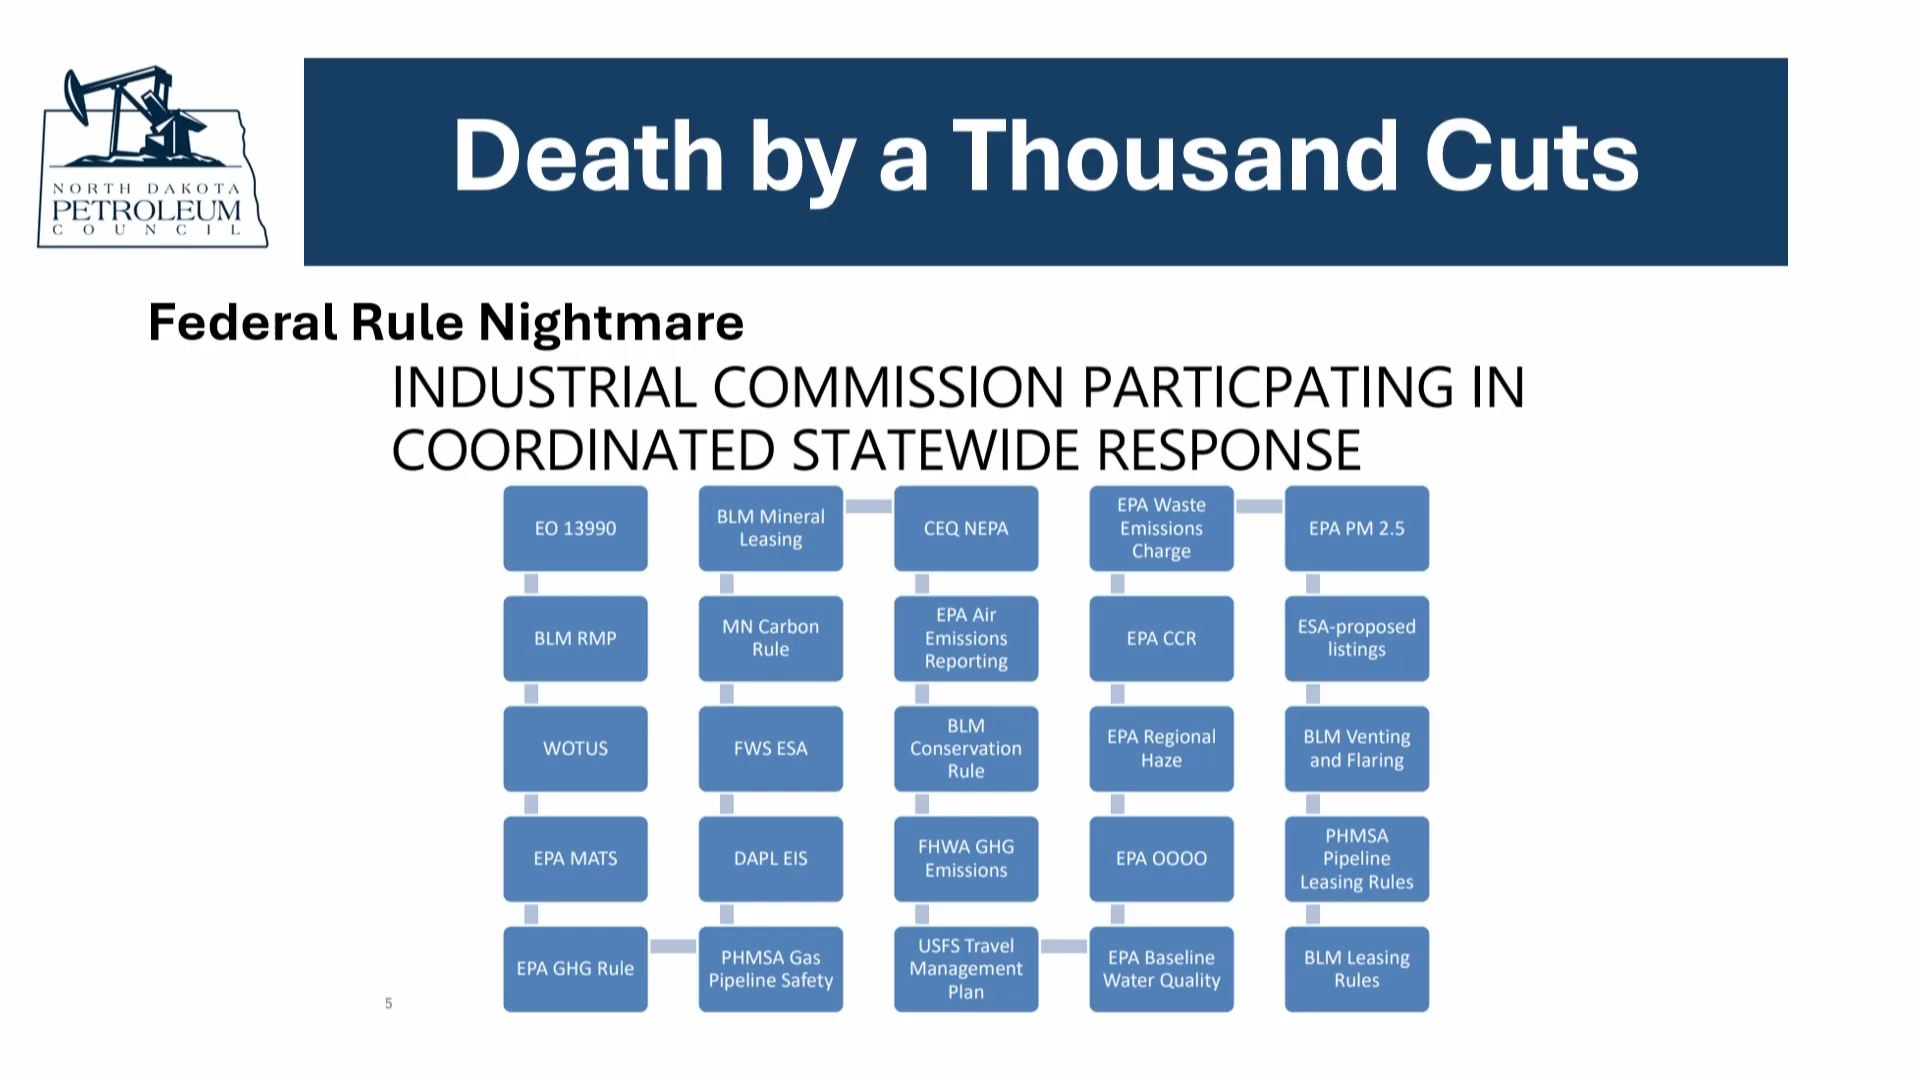 NORTH DAKOTA
PETROLEUM
COUNCIL
Death by a Thousand Cuts
Federal Rule Nightmare
INDUSTRIAL COMMISSION PARTICPATING IN
COORDINATED STATEWIDE RESPONSE
EO 13990
BLM RMP
WOTUS
EPA MATS
EPA GHG Rule
BLM Mineral
Leasing
MN Carbon
Rule
FWS ESA
DAPL EIS
PHMSA Gas
Pipeline Safety
CEQ NEPA
EPA Air
Emissions
Reporting
BLM
Conservation
Rule
FHWA GHG
Emissions
USFS Travel
Management
Plan
EPA Waste
Emissions
Charge
EPA CCR
EPA Regional
Haze
EPA OOOO
EPA Baseline
Water Quality
EPA PM 2.5
ESA-proposed
listings
BLM Venting
and Flaring
PHMSA
Pipeline
Leasing Rules
BLM Leasing
Rules
5